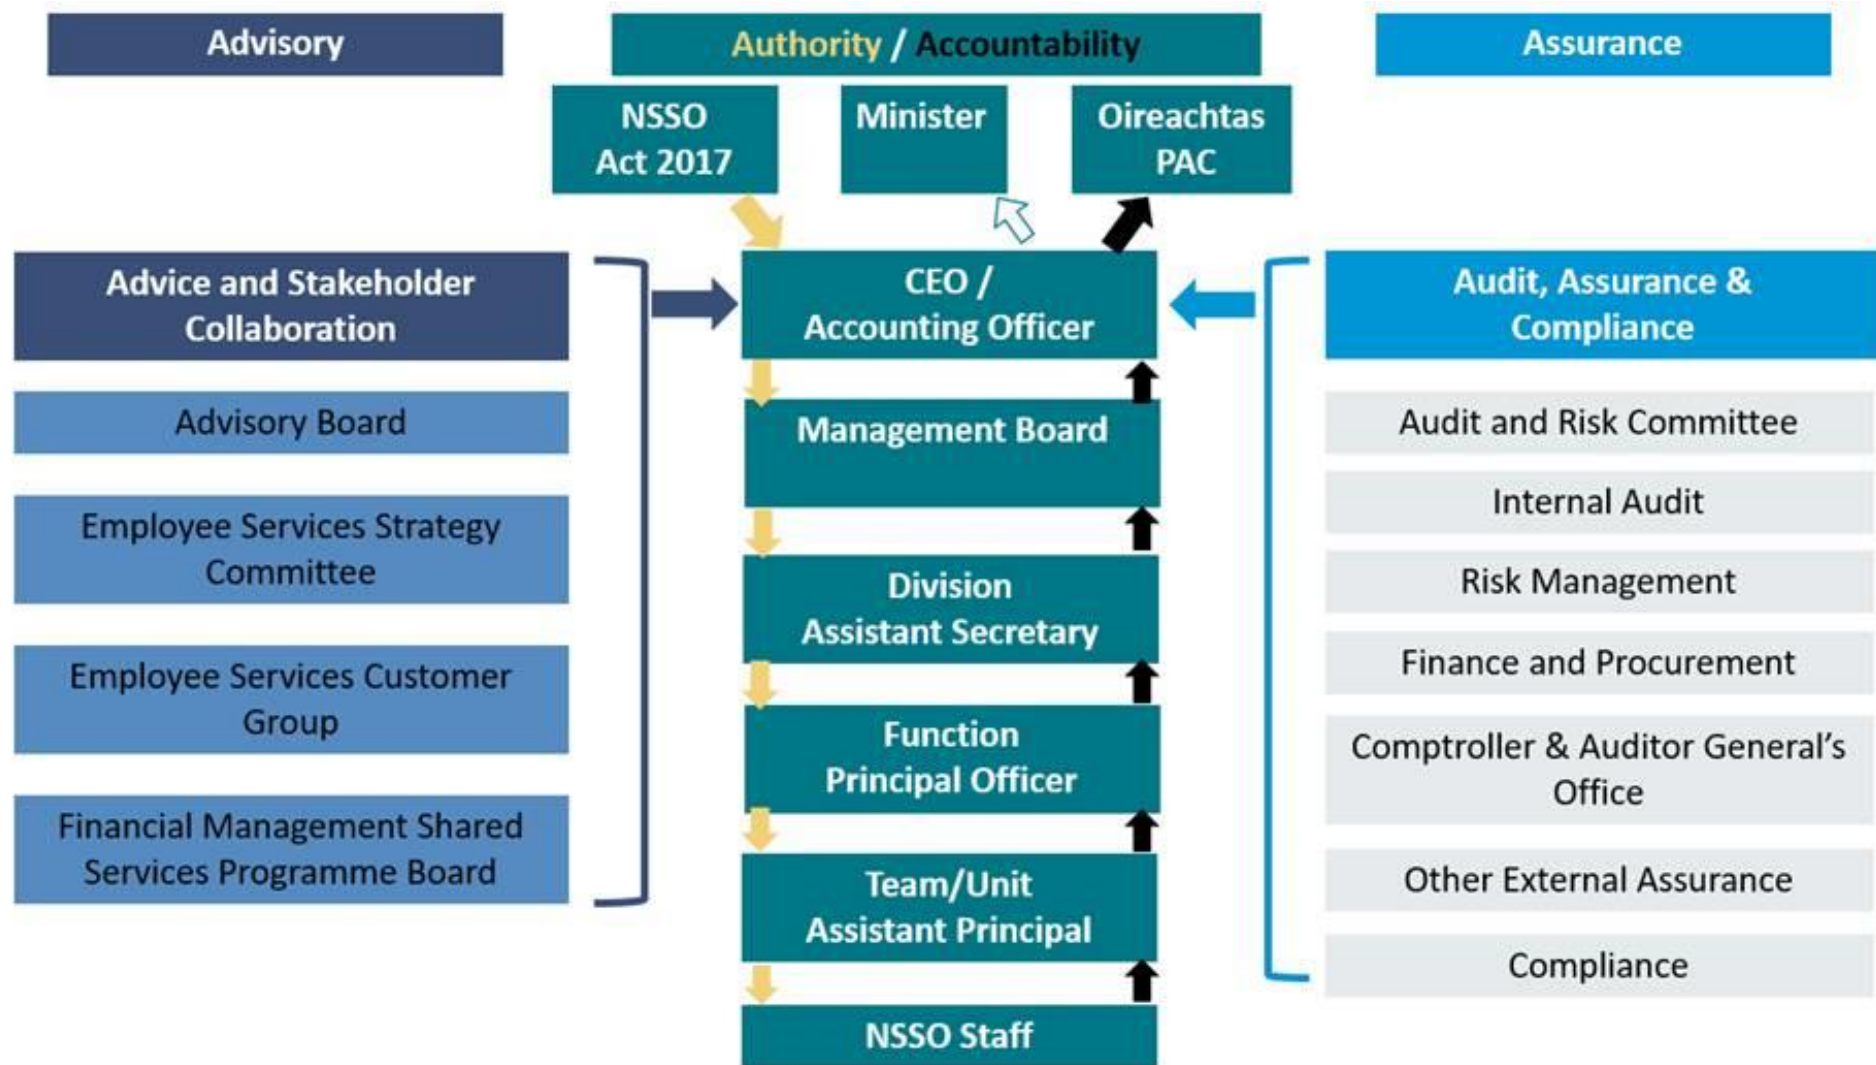 Advisory
Authority / Accountability
Assurance
NSSO
Act 2017
Minister
Oireachtas
PAC
Advice and Stakeholder
Collaboration
Advisory Board
Employee Services Strategy
Committee
Employee Services Customer
Group
Financial Management Shared
Services Programme Board
CEO /
Accounting Officer
Management Board
Division
Assistant Secretary
Function
Principal Officer
Team/Unit
Assistant Principal
NSSO Staff
Audit, Assurance &
Compliance
Audit and Risk Committee
Internal Audit
Risk Management
Finance and Procurement
Comptroller & Auditor General’s
Office
Other External Assurance
Compliance